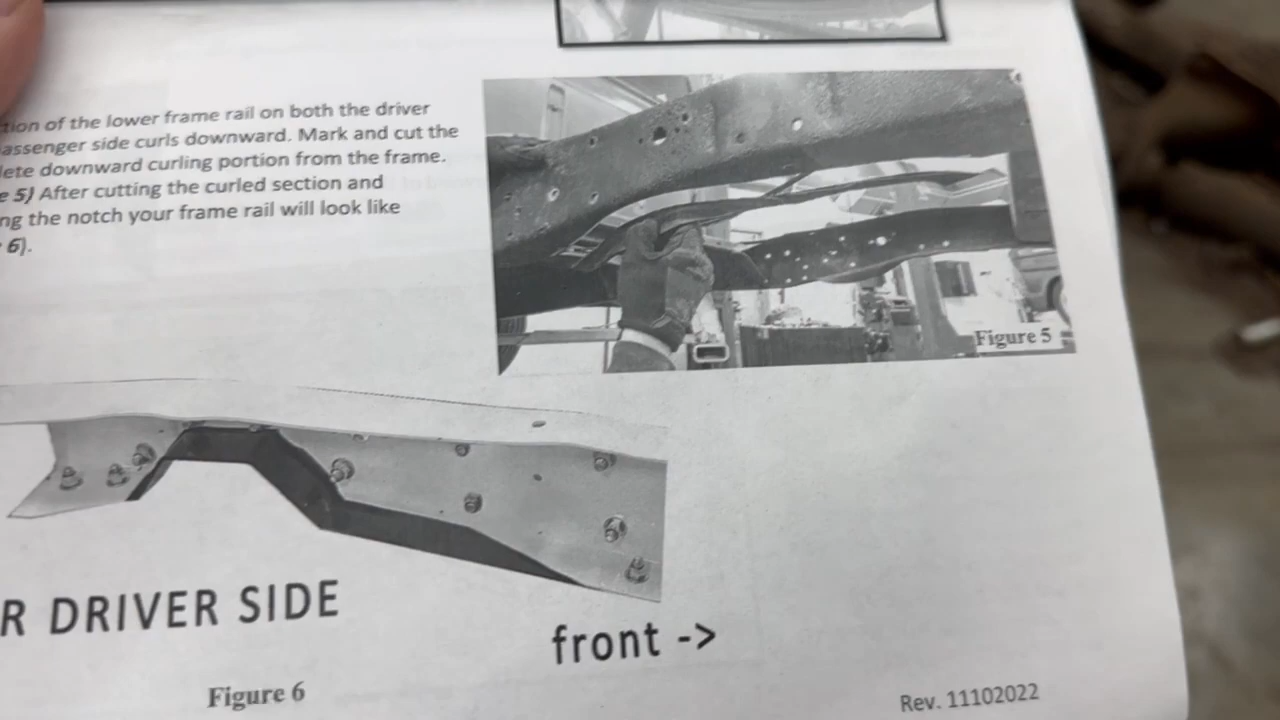 tion of the lower frame rail on both the driver
assenger side curls downward. Mark and cut the
lete downward curling portion from the frame.
e 5) After cutting the curled section and
ng the notch your frame rail will look like
6).
Figure 5
R DRIVER SIDE
front ->
Figure 6
Rev. 11102022